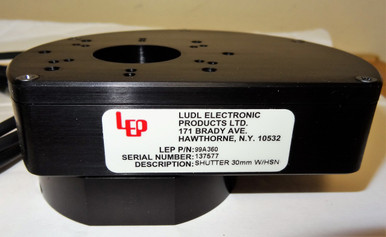 LEP
LUDL ELECTRONIC
PRODUCTS LTD.
171 BRADY AVE.
HAWTHORNE, N.Y. 10532
LEP P/N: 99A360
SERIAL NUMBER: 137577
DESCRIPTION: SHUTTER 30mm W/HSN